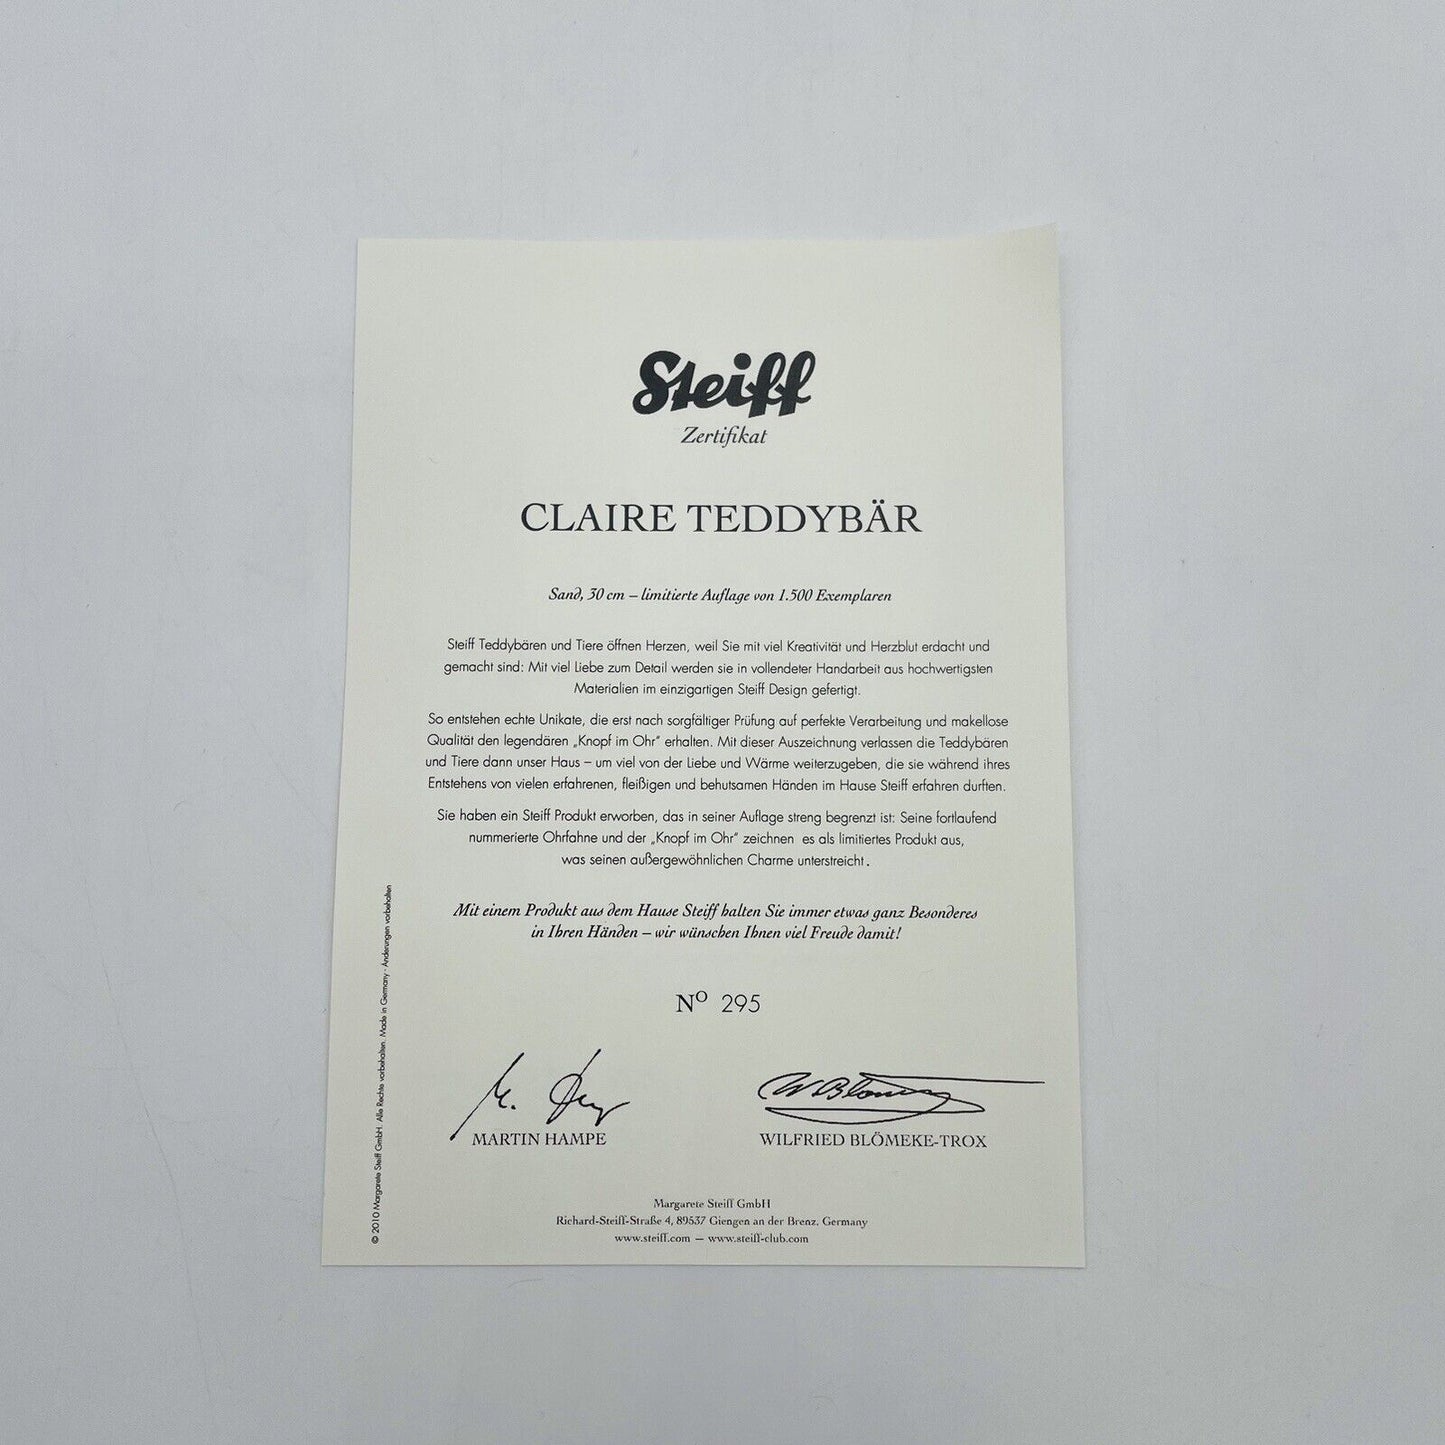 Steiff
Zertifikat
CLAIRE TEDDYBÄR
Sand, 30 cm – limitierte Auflage von 1.500 Exemplaren
Steiff Teddybären und Tiere öffnen Herzen, weil Sie mit viel Kreativität und Herzblut erdacht und
gemacht sind: Mit viel Liebe zum Detail werden sie in vollendeter Handarbeit aus hochwertigsten
Materialien im einzigartigen Steiff Design gefertigt.
So entstehen echte Unikate, die erst nach sorgfältiger Prüfung auf perfekte Verarbeitung und makellose
Qualität den legendären „Knopf im Ohr“ erhalten. Mit dieser Auszeichnung verlassen die Teddybären
und Tiere dann unser Haus – um viel von der Liebe und Wärme weiterzugeben, die sie während ihres
Entstehens von vielen erfahrenen, fleißigen und behutsamen Händen im Hause Steiff erfahren durften.
Sie haben ein Steiff Produkt erworben, das in seiner Auflage streng begrenzt ist: Seine fortlaufend
nummerierte Ohrfahne und der „Knopf im Ohr“ zeichnen es als limitiertes Produkt aus,
was seinen außergewöhnlichen Charme unterstreicht.
Mit einem Produkt aus dem Hause Steiff halten Sie immer etwas ganz Besonderes
in Ihren Händen – wir wünschen Ihnen viel Freude damit!
Nº 295
MARTIN HAMPE
WILFRIED BLÖMEKE-TROX
Margarete Steiff GmbH
Richard-Steiff-Straße 4, 89537 Giengen an der Brenz, Germany
www.steiff.com — www.steiff-club.com
© 2010 Margarete Steiff GmbH. Alle Rechte vorbehalten. Made in Germany · Änderungen vorbehalten